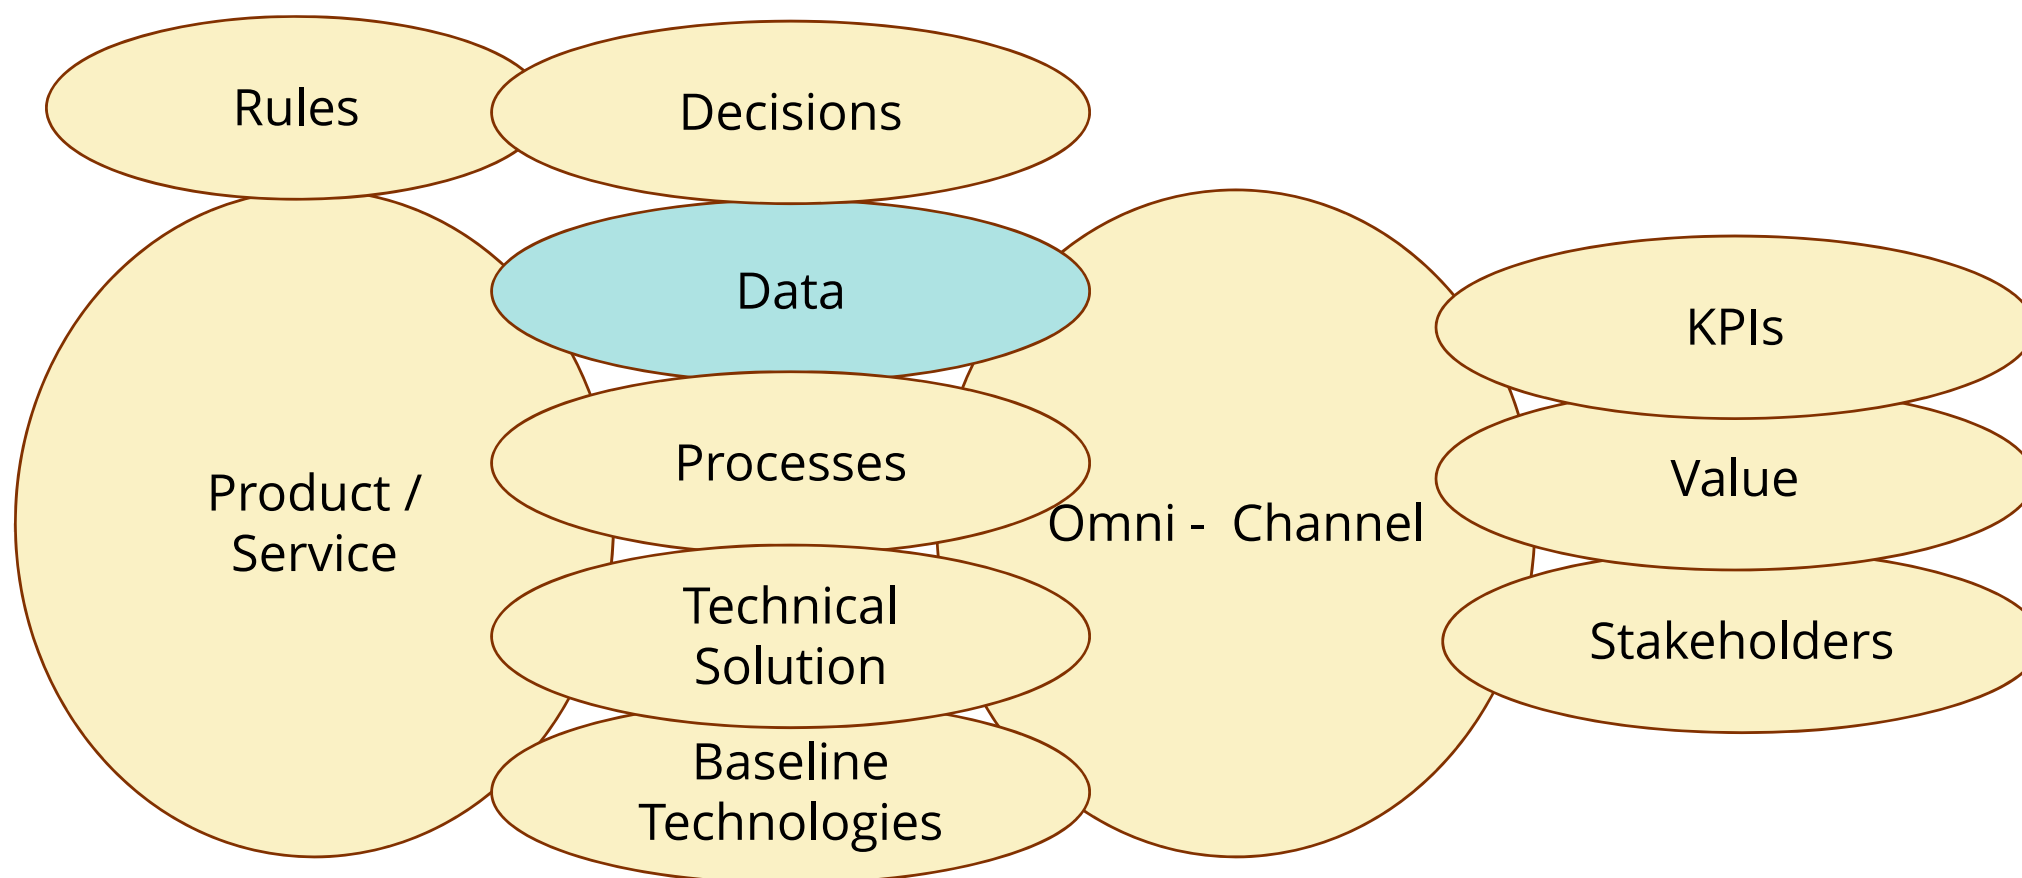 Rules
Decisions
Data
KPIs
Processes
Value
Product /
Service
Omni -  Channel
Technical
Solution
Stakeholders
Baseline
Technologies